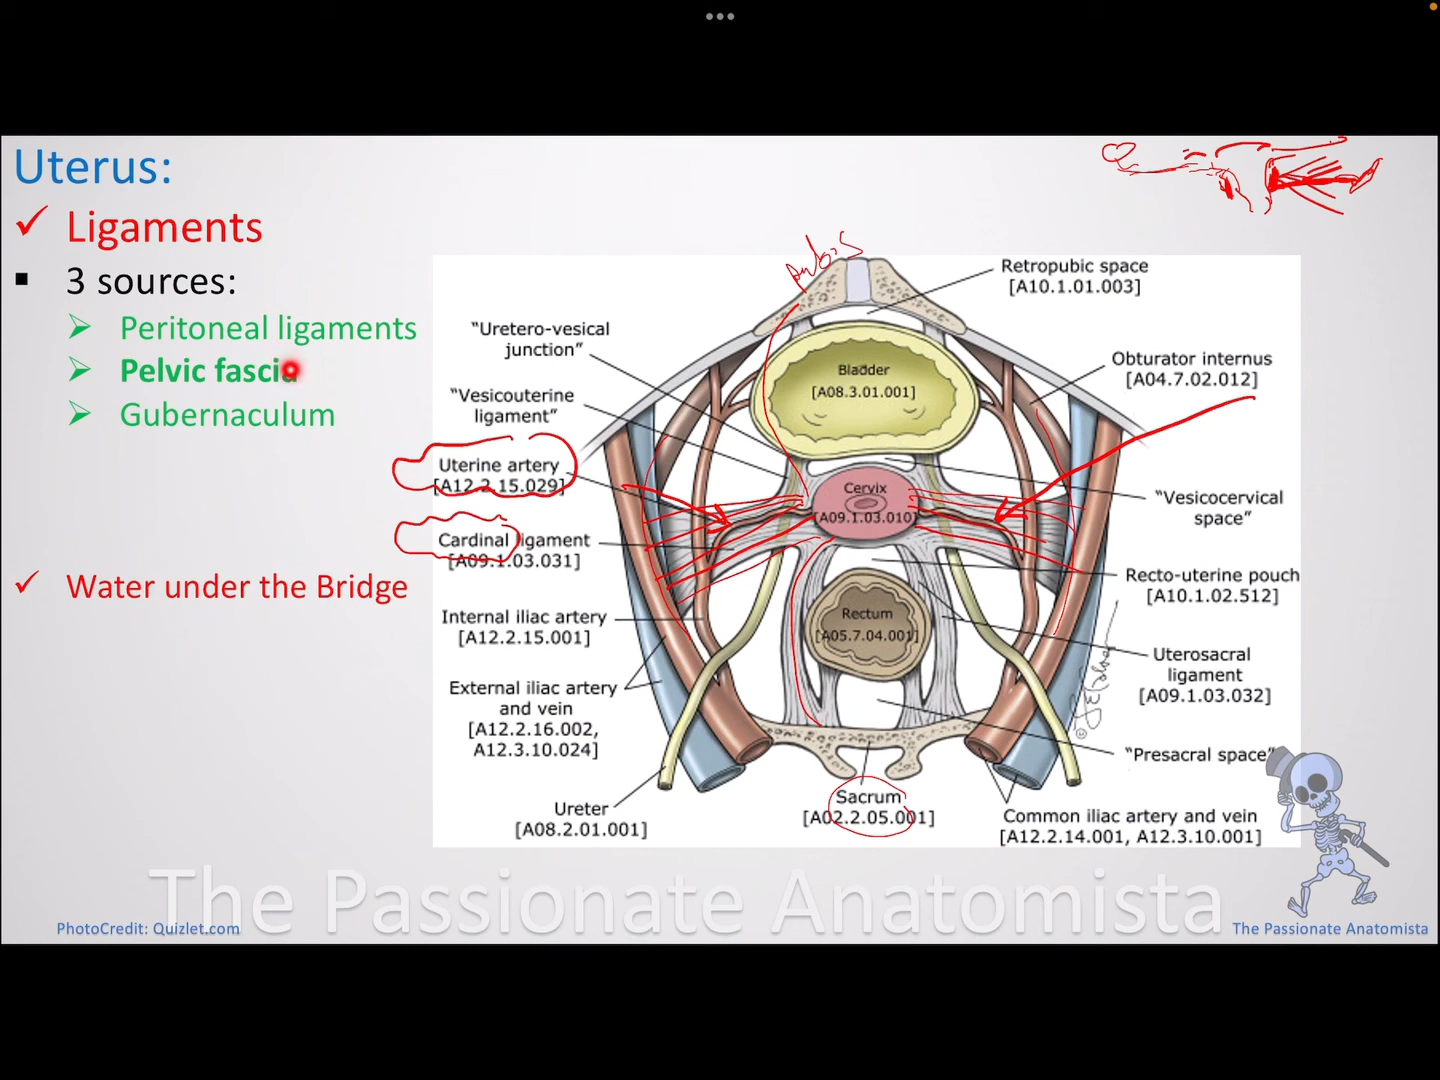 Uterus:
✓ Ligaments
▪ 3 sources:
➢ Peritoneal ligaments
➢ Pelvic fascia
➢ Gubernaculum
✓ Water under the Bridge
Pubis
Retropubic space
[A10.1.01.003]
“Uretero-vesical
junction”
Obturator internus
[A04.7.02.012]
Bladder
[A08.3.01.001]
“Vesicouterine
ligament”
Uterine artery
[A12.2.15.029]
Cervix
[A09.1.03.010]
“Vesicocervical
space”
Cardinal ligament
[A09.1.03.031]
Recto-uterine pouch
[A10.1.02.512]
Internal iliac artery
[A12.2.15.001]
Rectum
[A05.7.04.001]
Uterosacral
ligament
[A09.1.03.032]
External iliac artery
and vein
[A12.2.16.002,
A12.3.10.024]
“Presacral space”
Sacrum
[A02.2.05.001]
Ureter
[A08.2.01.001]
Common iliac artery and vein
[A12.2.14.001, A12.3.10.001]
©
The Passionate Anatomista
PhotoCredit: Quizlet.com
The Passionate Anatomista